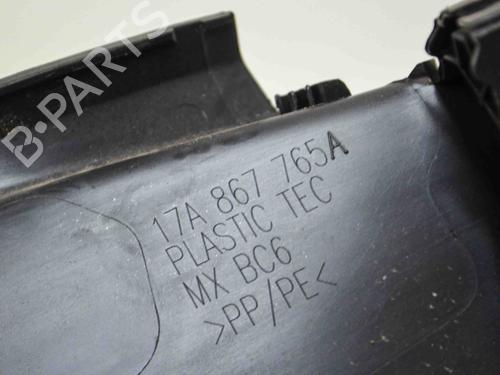 B-PARTS
17A 867 765A
PLASTIC TEC
MX BC6
>PP/PE<